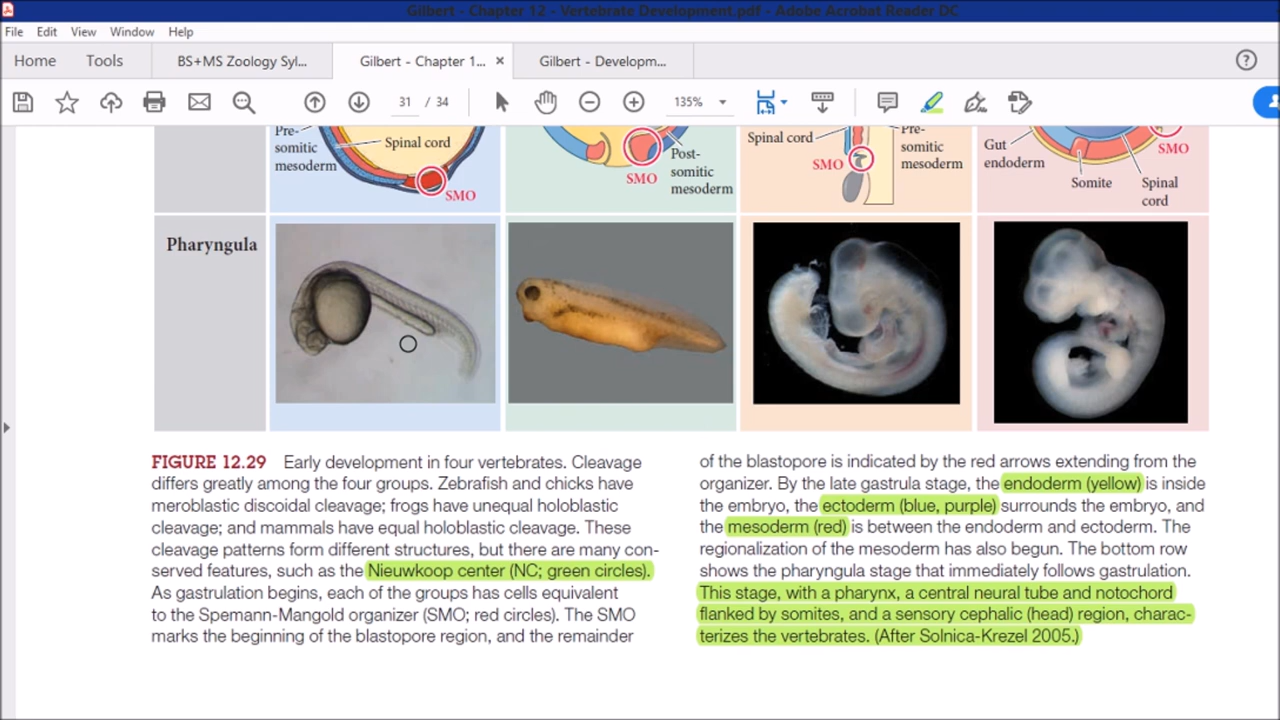 Gilbert - Chapter 12 - Vertebrate Development.pdf - Adobe Acrobat Reader DC
File Edit View Window Help
Home Tools BS+MS Zoology Syl... Gilbert - Chapter 1... × Gilbert - Developm...
31 / 34 135%
Pre-
somitic
mesoderm
Spinal cord
SMO
SMO
Post-
somitic
mesoderm
Spinal cord
SMO
Pre-
somitic
mesoderm
Gut
endoderm
SMO
Somite
Spinal
cord
Pharyngula
FIGURE 12.29 Early development in four vertebrates. Cleavage
differs greatly among the four groups. Zebrafish and chicks have
meroblastic discoidal cleavage; frogs have unequal holoblastic
cleavage; and mammals have equal holoblastic cleavage. These
cleavage patterns form different structures, but there are many con-
served features, such as the Nieuwkoop center (NC; green circles).
As gastrulation begins, each of the groups has cells equivalent
to the Spemann-Mangold organizer (SMO; red circles). The SMO
marks the beginning of the blastopore region, and the remainder
of the blastopore is indicated by the red arrows extending from the
organizer. By the late gastrula stage, the endoderm (yellow) is inside
the embryo, the ectoderm (blue, purple) surrounds the embryo, and
the mesoderm (red) is between the endoderm and ectoderm. The
regionalization of the mesoderm has also begun. The bottom row
shows the pharyngula stage that immediately follows gastrulation.
This stage, with a pharynx, a central neural tube and notochord
flanked by somites, and a sensory cephalic (head) region, charac-
terizes the vertebrates. (After Solnica-Krezel 2005.)